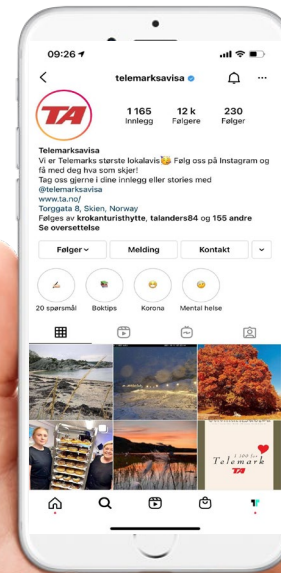 09:26
telemarksavisa
TA
1 165 12 k 230
Innlegg Følgere Følger
Telemarksavisa
Vi er Telemarks største lokalavis Følg oss på Instagram og
få med deg hva som skjer!
Tag oss gjerne i dine innlegg eller stories med
@telemarksavisa
www.ta.no/
Torggata 8, Skien, Norway
Følges av krokanturisthytte, talanders84 og 155 andre
Se oversettelse
Følger Melding Kontakt
20 spørsmål Boktips Korona Mental helse
Telemark
TA